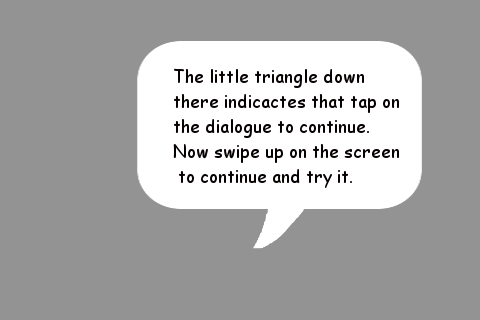 The little triangle down
there indicactes that tap on
the dialogue to continue.
Now swipe up on the screen
to continue and try it.